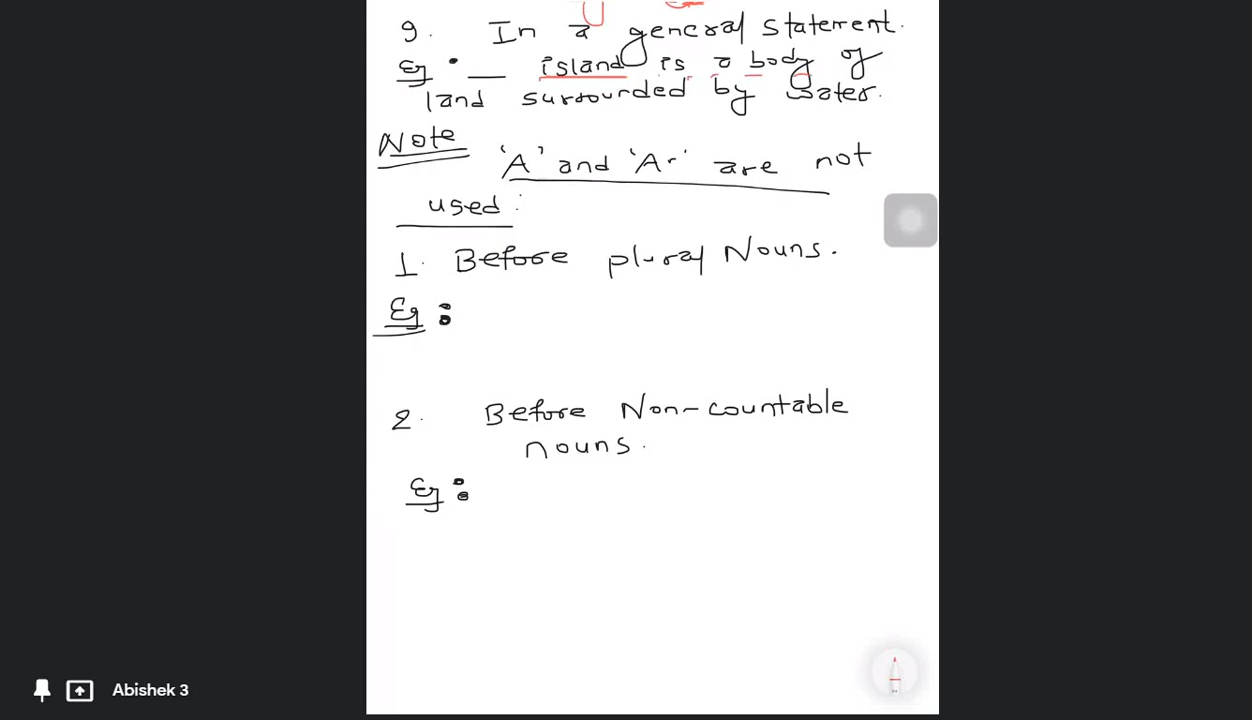 9. In a general statement.
Eg • __ island is a body of
land surrounded by water.
Note 'A' and 'An' are not
used :
1. Before plural Nouns.
Eg :
2. Before Non-countable
nouns.
Eg :
Abishek 3